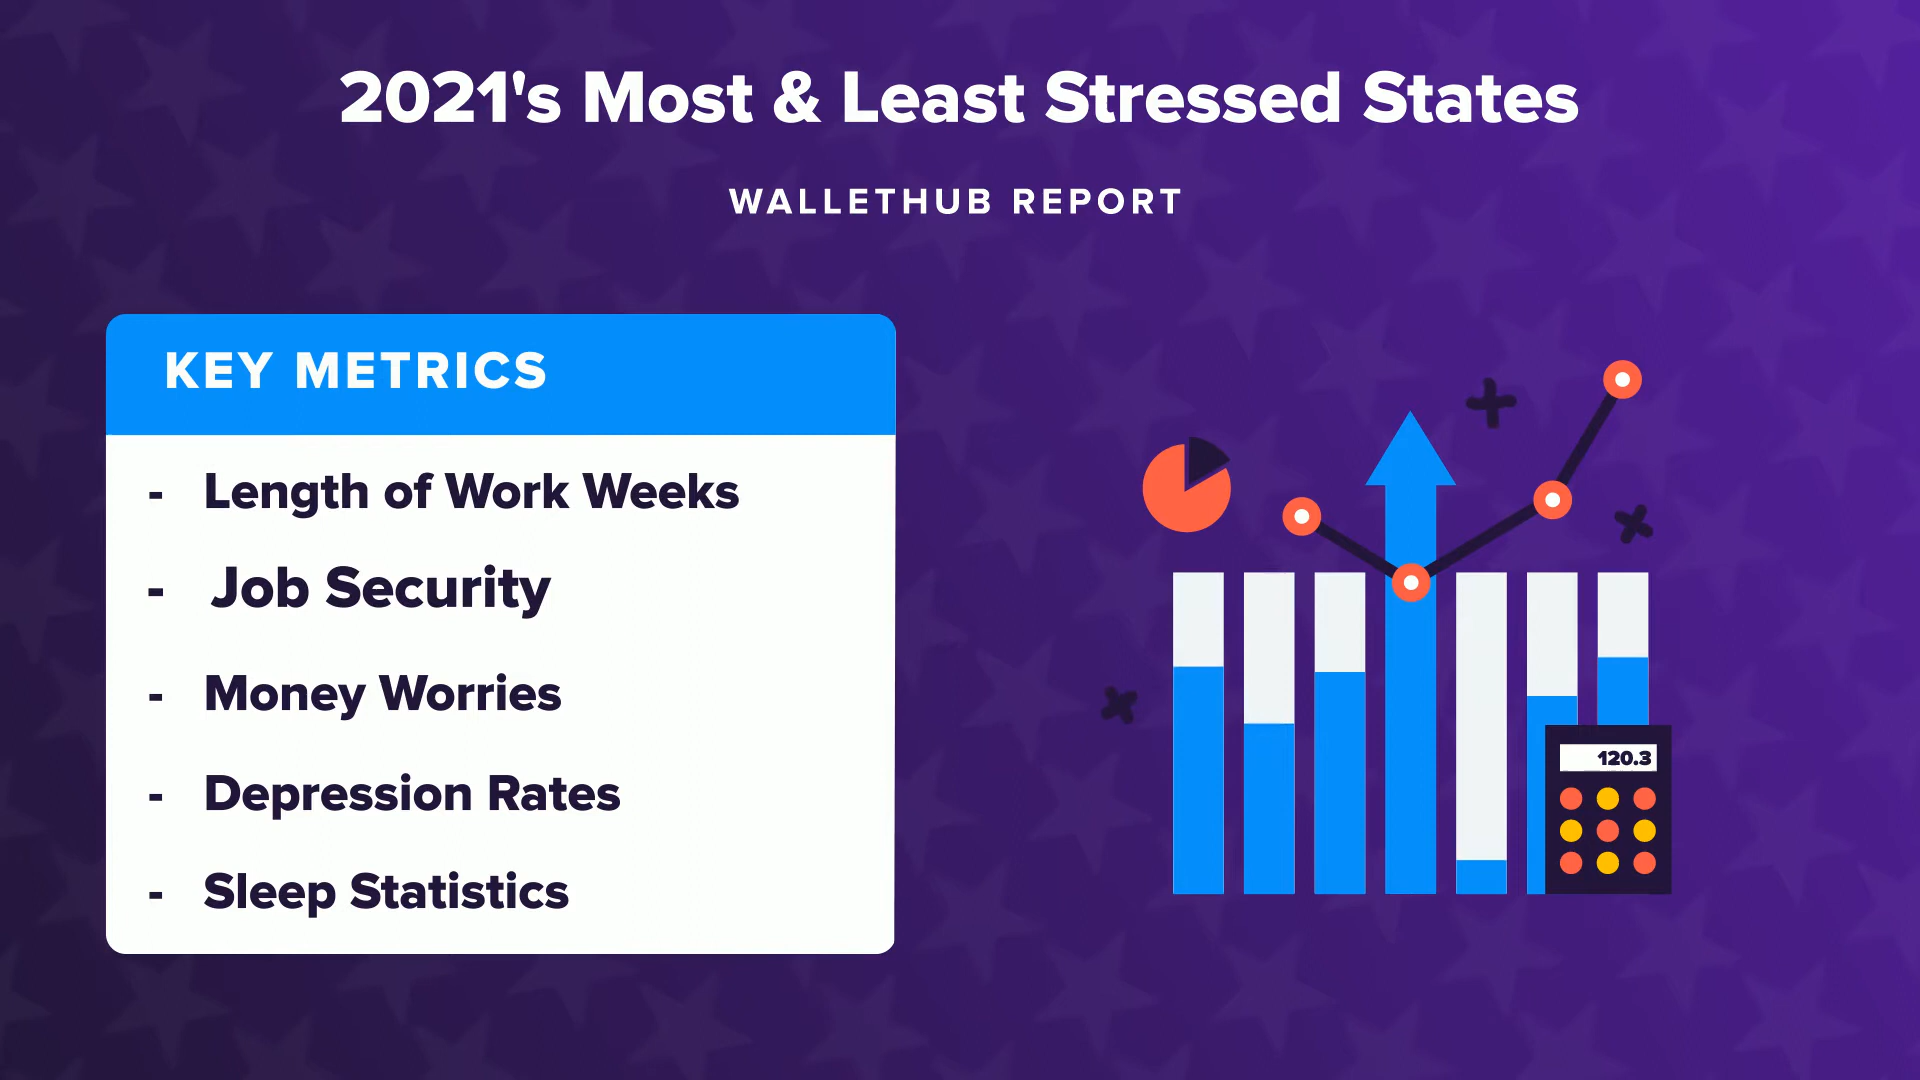 2021's Most & Least Stressed States
WALLETHUB REPORT
KEY METRICS
- Length of Work Weeks
- Job Security
- Money Worries
- Depression Rates
- Sleep Statistics
120.3